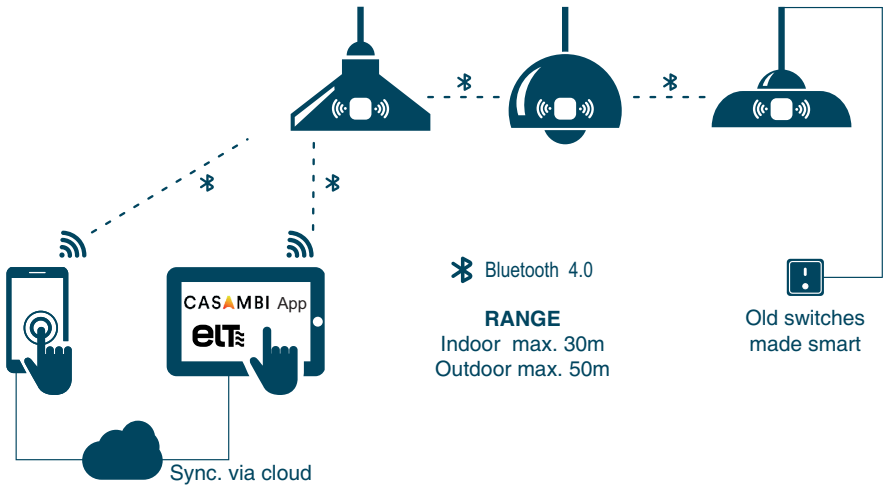 CASAMBI App
eLT
Bluetooth 4.0
RANGE
Indoor max. 30m
Outdoor max. 50m
Old switches
made smart
Sync. via cloud